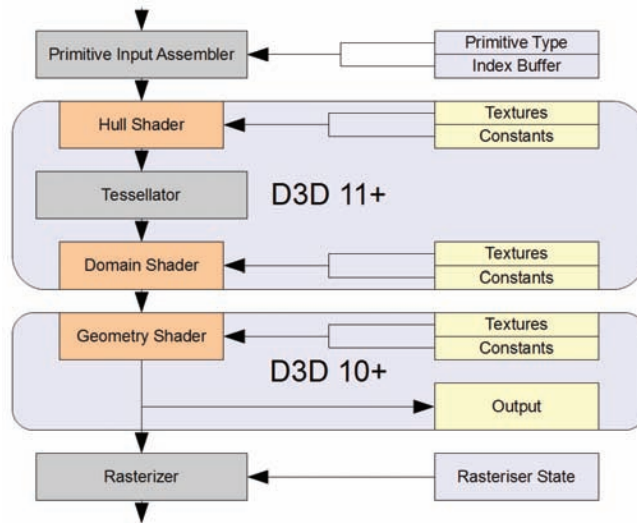 Primitive Input Assembler
Primitive Type
Index Buffer
Hull Shader
Textures
Constants
Tessellator
D3D 11+
Domain Shader
Textures
Constants
Geometry Shader
Textures
Constants
D3D 10+
Output
Rasterizer
Rasteriser State